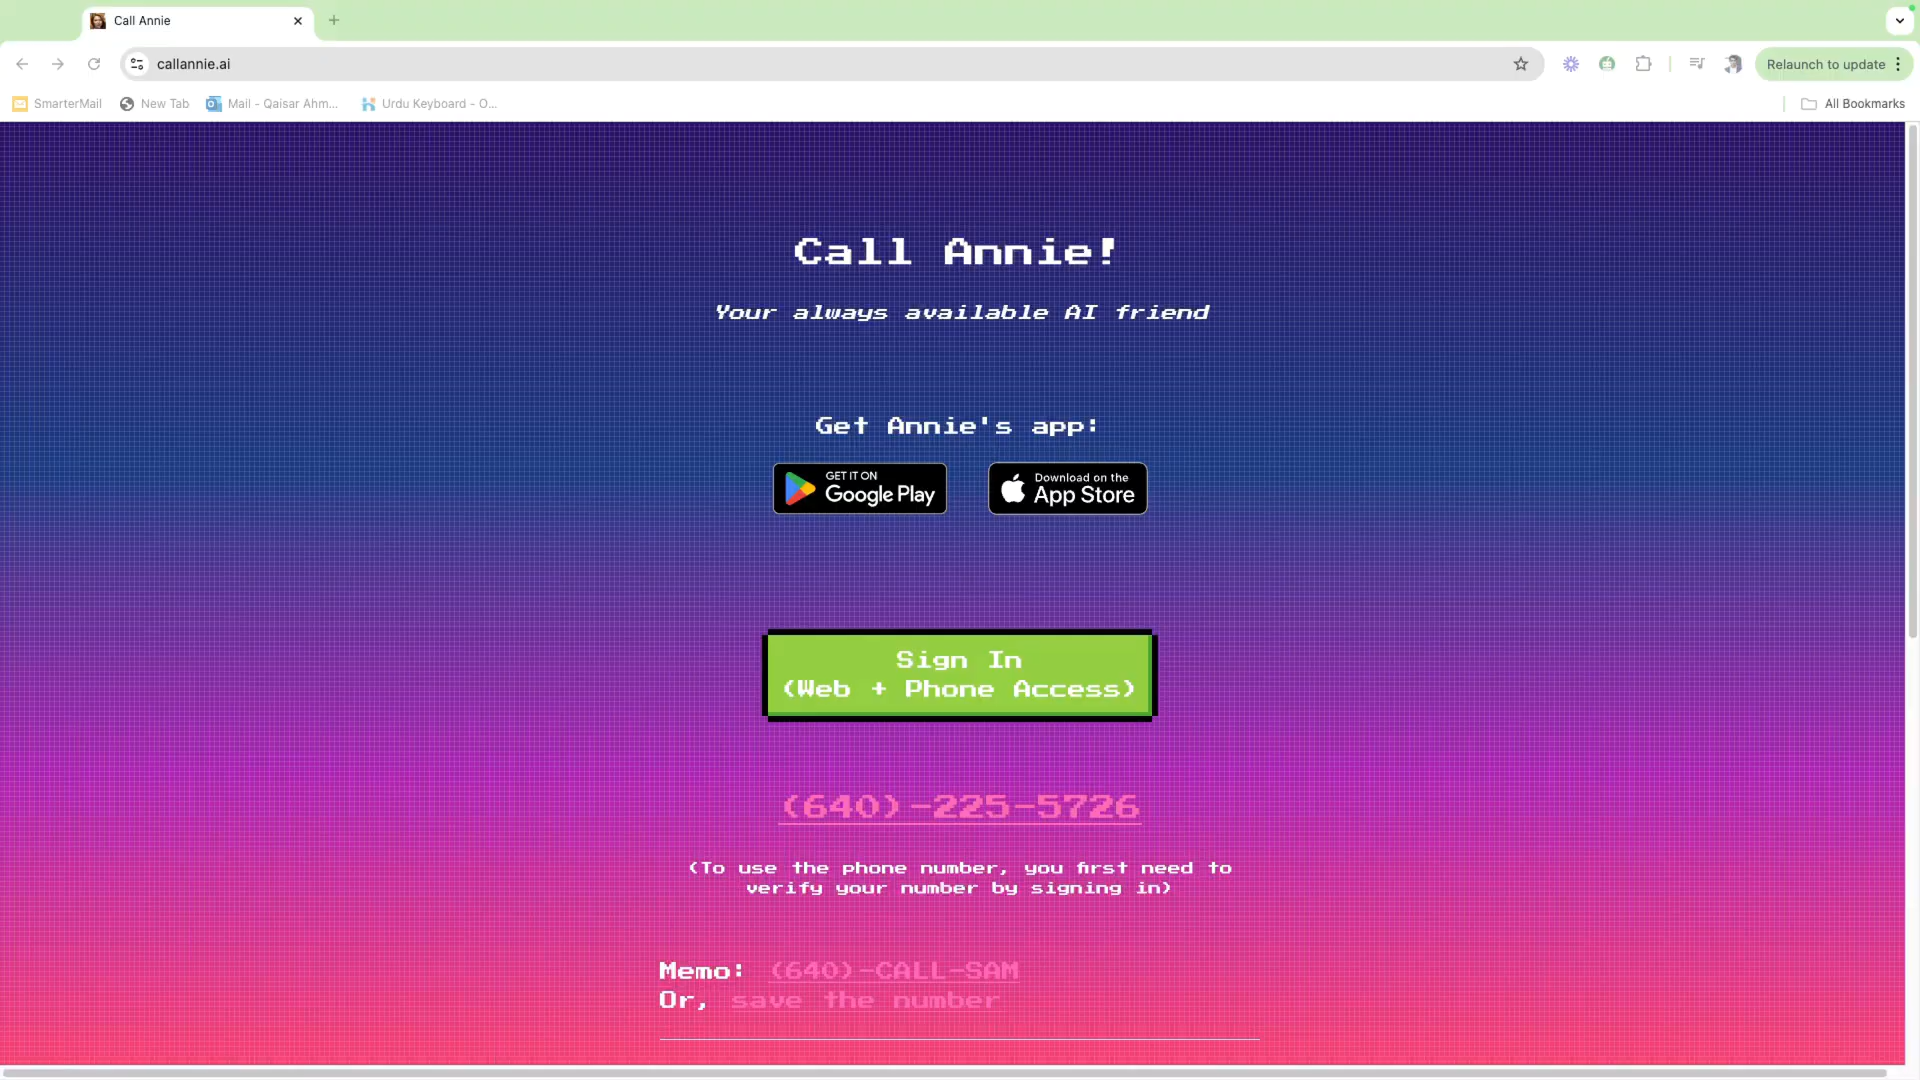 Call Annie
callannie.ai
Relaunch to update
SmarterMail
New Tab
Mail - Qaisar Ahm...
Urdu Keyboard - O...
All Bookmarks
Call Annie!
Your always available AI friend
Get Annie's app:
GET IT ON
Google Play
Download on the
App Store
Sign In
(Web + Phone Access)
(640)-225-5726
(To use the phone number, you first need to
verify your number by signing in)
Memo: (640)-CALL-SAM
Or, save the number